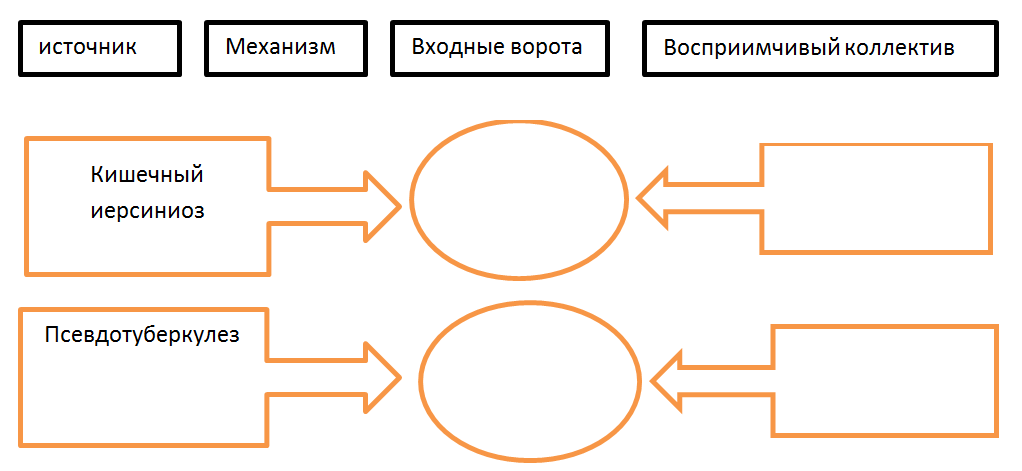 источник
Механизм
Входные ворота
Восприимчивый коллектив
Кишечный
иерсиниоз
Псевдотуберкулез